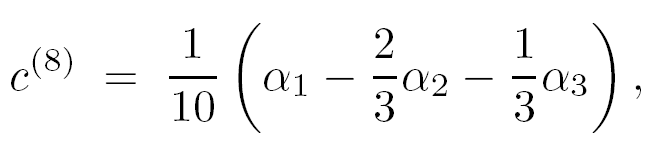 c^{(8)} = \frac{1}{10} \left( \alpha_1 - \frac{2}{3}\alpha_2 - \frac{1}{3}\alpha_3 \right),